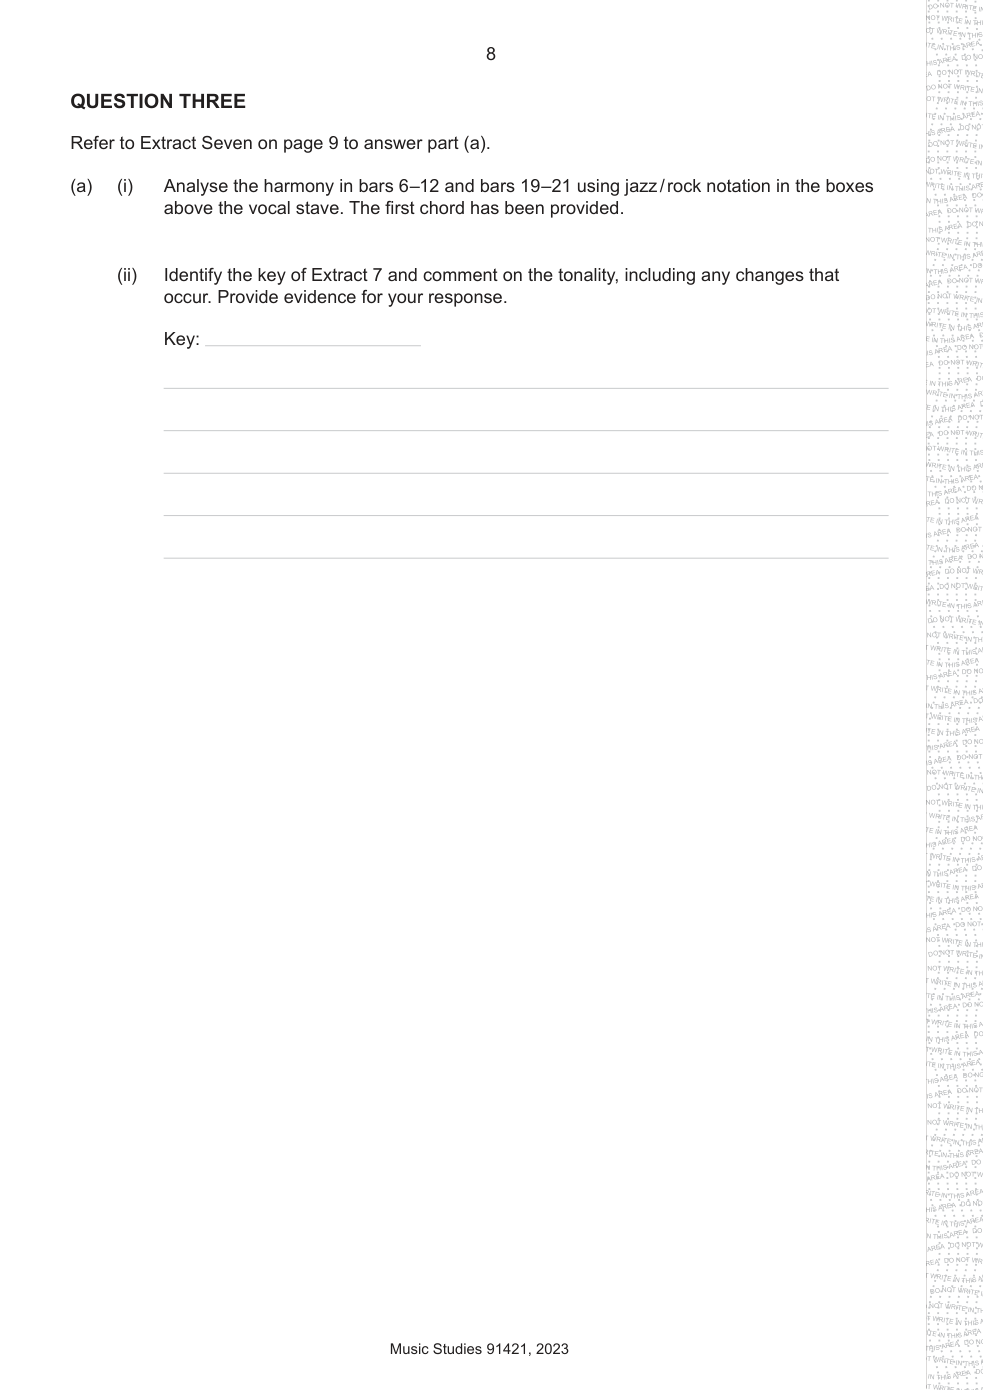 8
QUESTION THREE
Refer to Extract Seven on page 9 to answer part (a).
(a) (i) Analyse the harmony in bars 6–12 and bars 19–21 using jazz/rock notation in the boxes
above the vocal stave. The first chord has been provided.
(ii) Identify the key of Extract 7 and comment on the tonality, including any changes that
occur. Provide evidence for your response.
Key:
Music Studies 91421, 2023